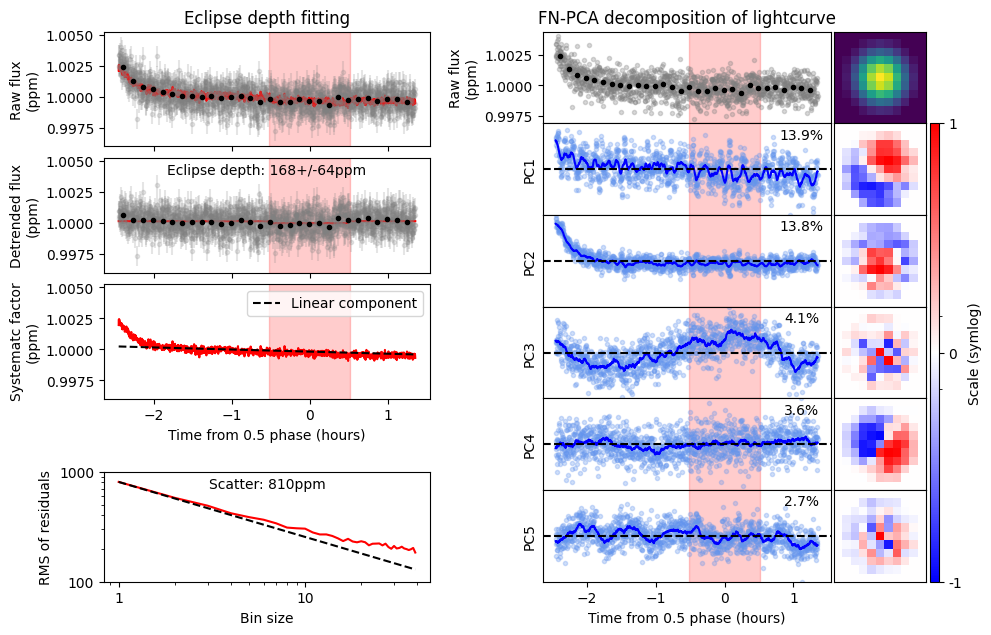 Eclipse depth fitting
1.0050
1.0025
1.0000
0.9975
Raw flux
(ppm)
1.0050
1.0025
1.0000
0.9975
Detrended flux
(ppm)
Eclipse depth: 168+/-64ppm
1.0050
1.0025
1.0000
0.9975
Systematc factor
(ppm)
Linear component
−2
−1
0
1
Time from 0.5 phase (hours)
1000
100
RMS of residuals
Scatter: 810ppm
1
10
Bin size
FN-PCA decomposition of lightcurve
1.0025
1.0000
0.9975
Raw flux
(ppm)
PC1
13.9%
PC2
13.8%
PC3
4.1%
PC4
3.6%
PC5
2.7%
−2
−1
0
1
Time from 0.5 phase (hours)
1
0
-1
Scale (symlog)